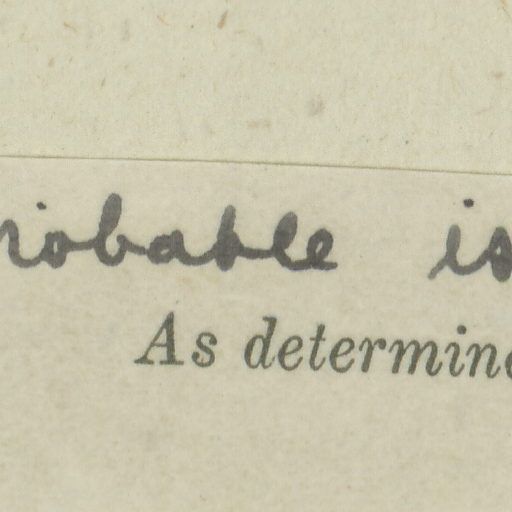 robable is
As determine